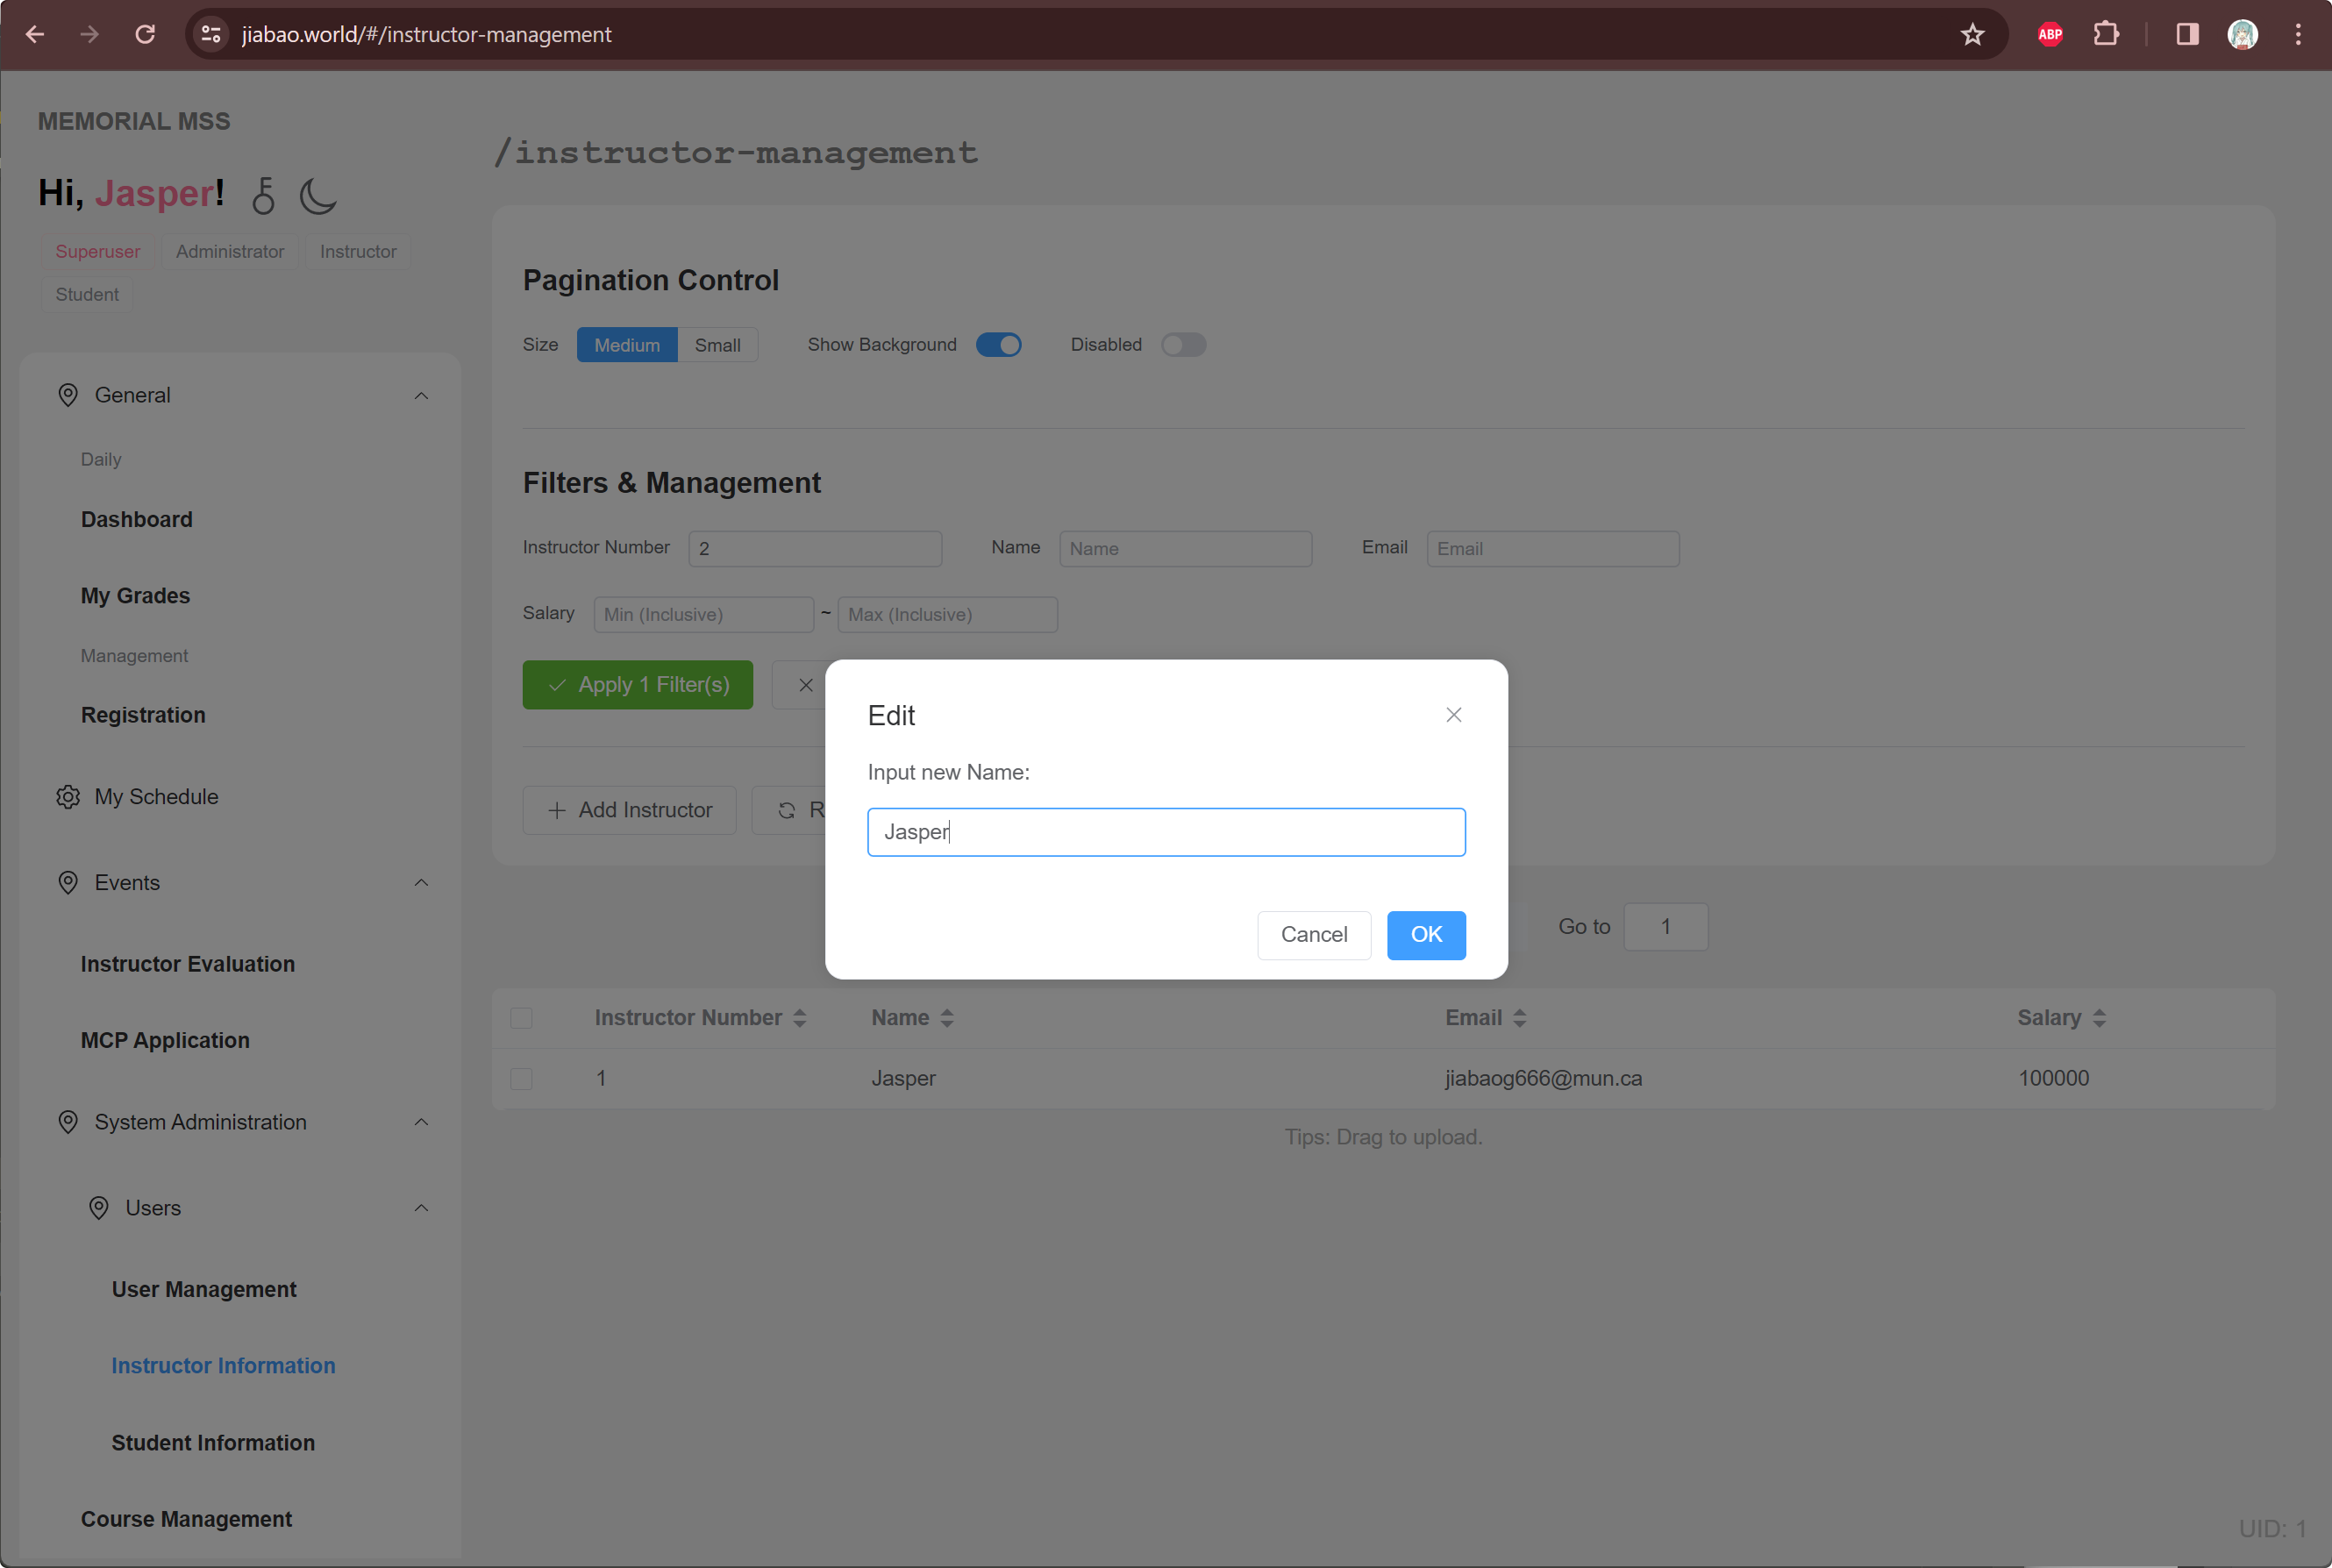 jiabao.world/#/instructor-management
ABP
MEMORIAL MSS
Hi, Jasper!
Superuser Administrator Instructor
Student
General
Daily
Dashboard
My Grades
Management
Registration
My Schedule
Events
Instructor Evaluation
MCP Application
System Administration
Users
User Management
Instructor Information
Student Information
Course Management
/instructor-management
Pagination Control
Size Medium Small Show Background Disabled
Filters & Management
Instructor Number 2 Name Name Email Email
Salary Min (Inclusive) ~ Max (Inclusive)
Apply 1 Filter(s)
Add Instructor R
Edit
Input new Name:
Jasper
Cancel OK
Go to 1
Instructor Number Name Email Salary
1 Jasper jiabaog666@mun.ca 100000
Tips: Drag to upload.
UID: 1